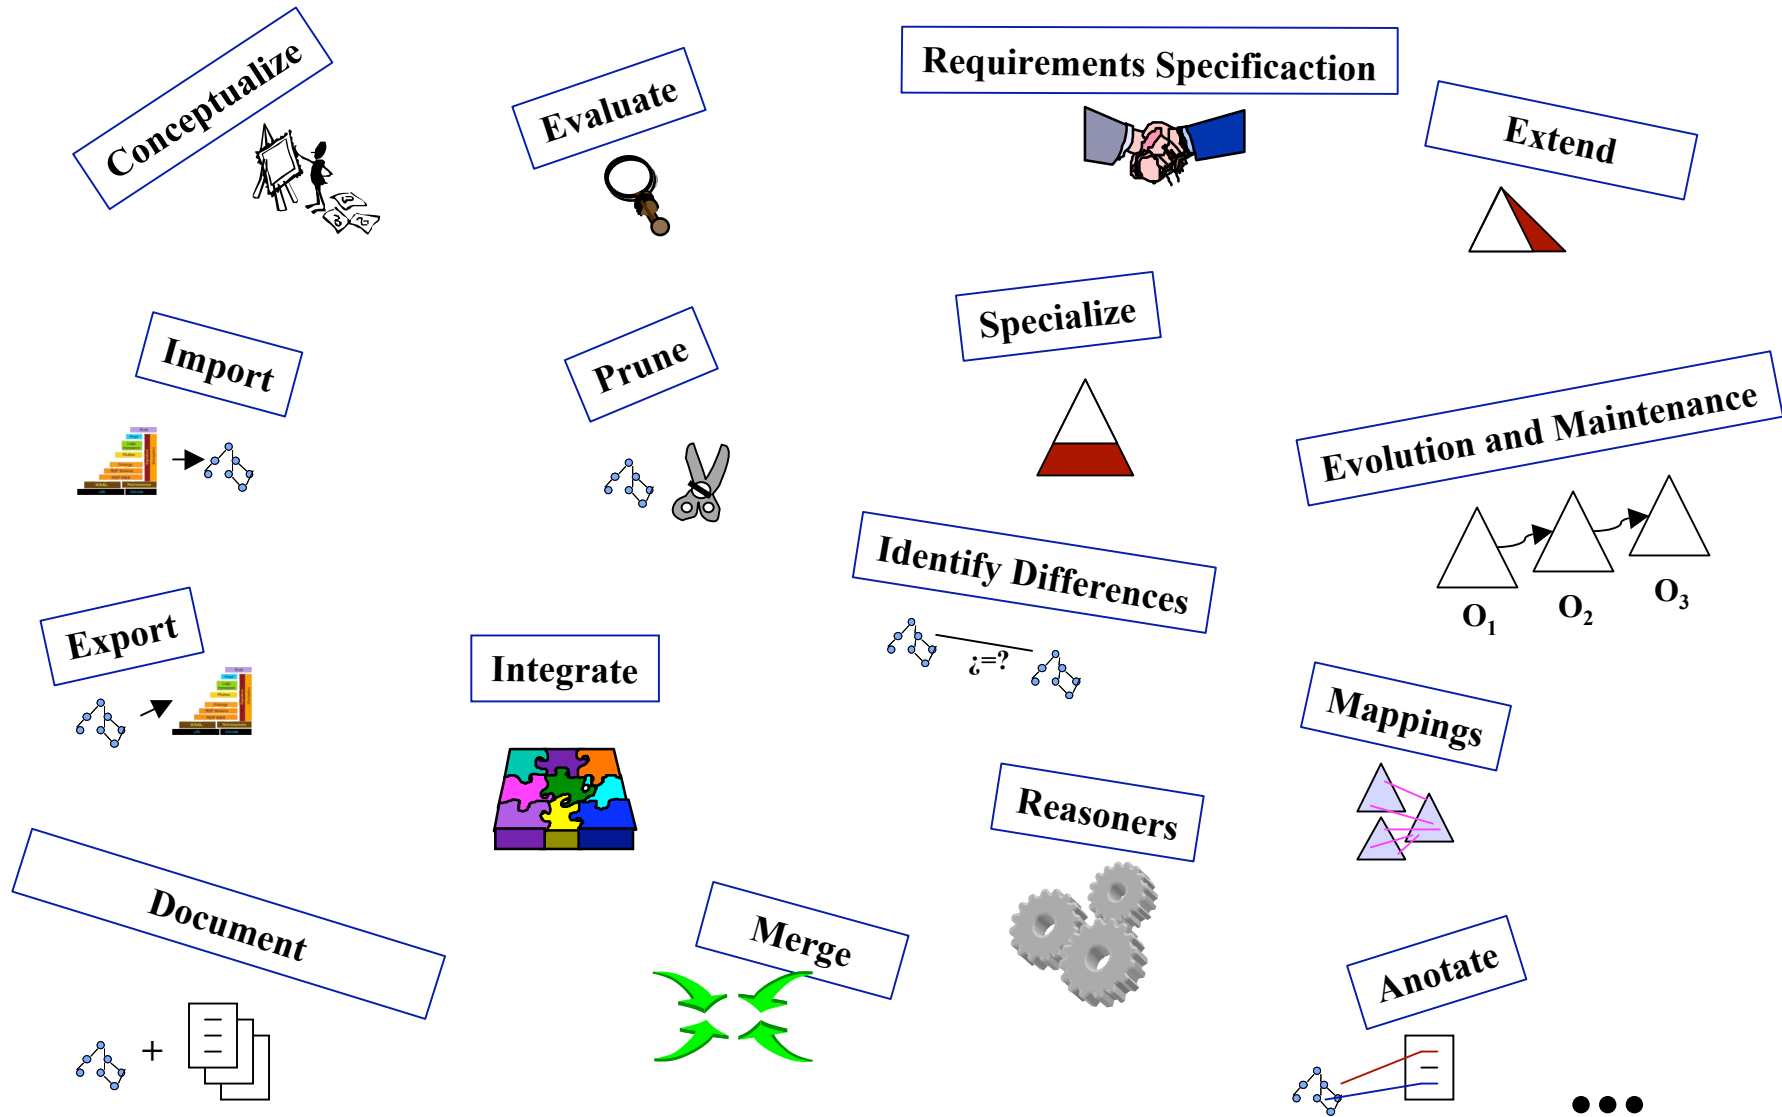 Conceptualize
Evaluate
Requirements Specificaction
Extend
Import
Prune
Specialize
Evolution and Maintenance
O1
O2
O3
Export
Integrate
Identify Differences
¿=?
Mappings
Reasoners
Document
+
Merge
Anotate